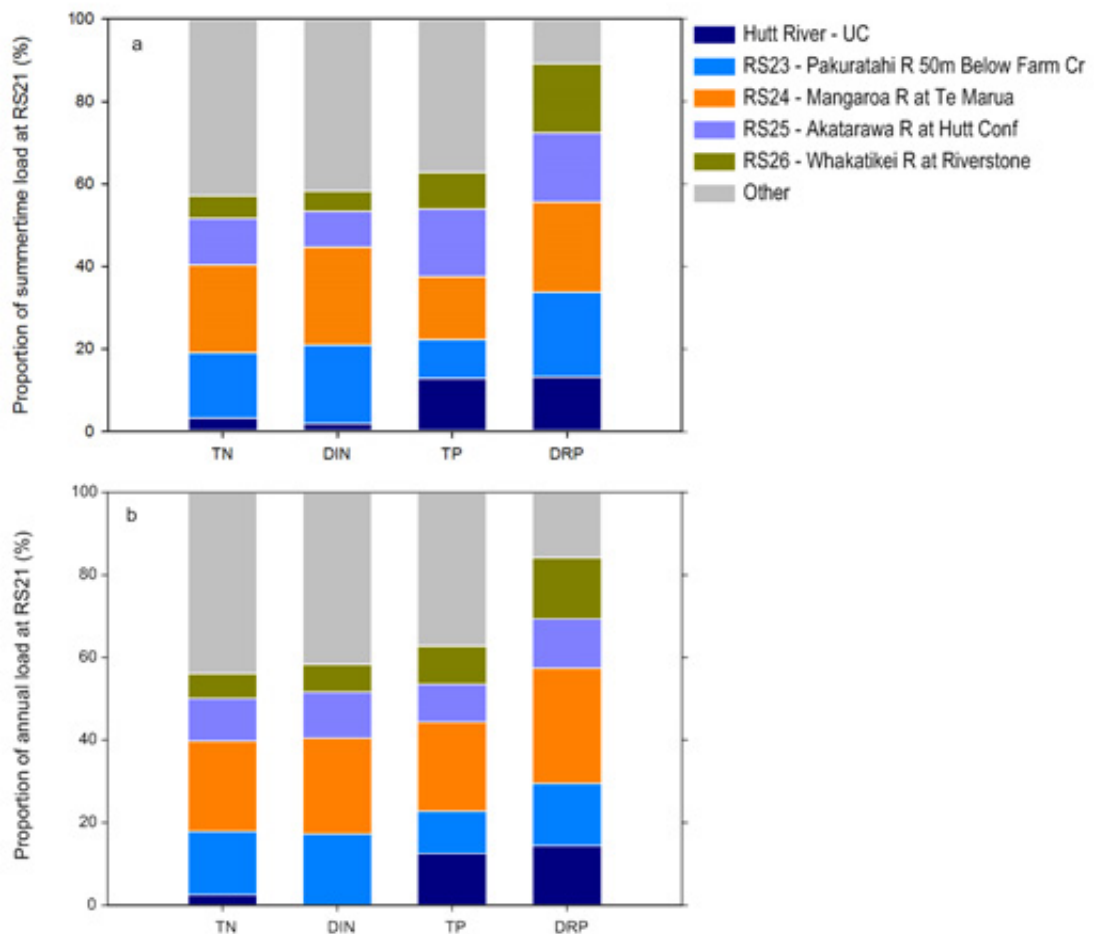 Proportion of summertime load at RS21 (%)
100
80
60
40
20
0
a
TN DIN TP DRP
Hutt River - UC
RS23 - Pakuratahi R 50m Below Farm Cr
RS24 - Mangaroa R at Te Marua
RS25 - Akatarawa R at Hutt Conf
RS26 - Whakatikei R at Riverstone
Other
Proportion of annual load at RS21 (%)
100
80
60
40
20
0
b
TN DIN TP DRP